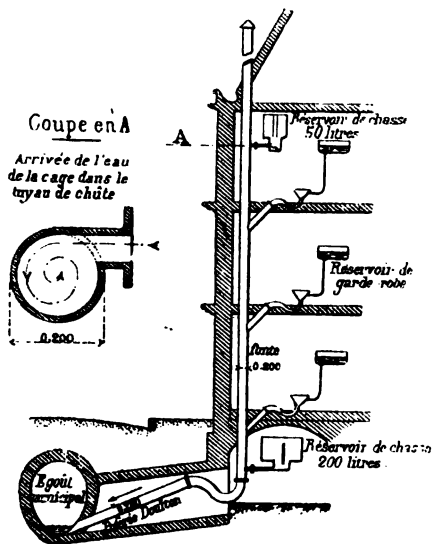 Coupe en A
Arrivée de l'eau
de la cage dans le
tuyau de chûte
A
0.200
A
Réservoir de chasse
50 litres
Réservoir de
garde robe
fonte
0.200
Réservoir de chasse
200 litres
Egoût
municipal